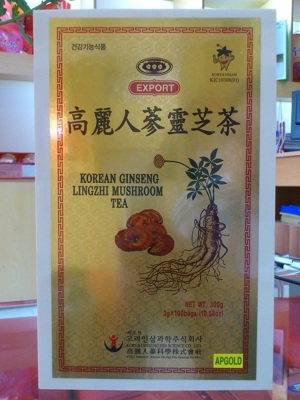 건강기능식품
EXPORT
高麗人蔘靈芝茶
KOREAN GINSENG
LINGZHI MUSHROOM
TEA
NET WT. 300g
3g×100bags (10.58oz)
고려인삼과학주식회사
高麗人蔘科學株式會社
APGOLD